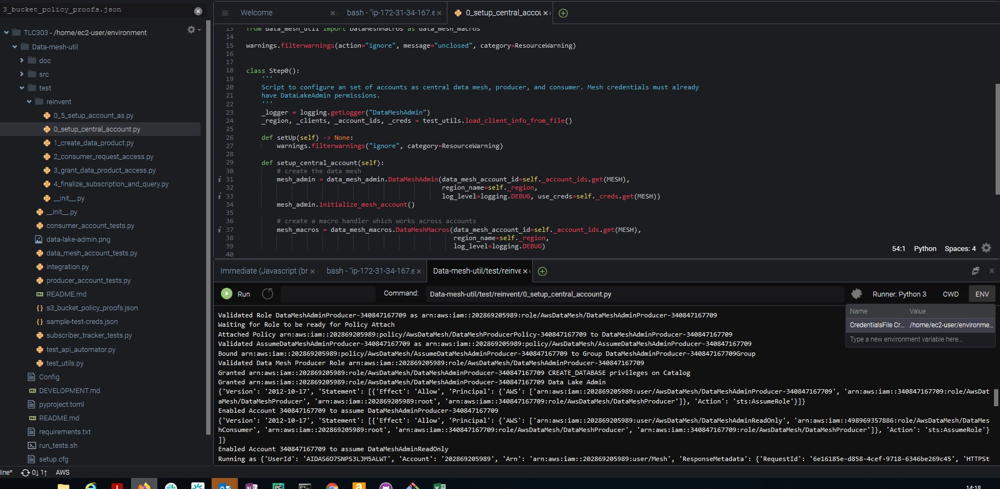 3_bucket_policy_proofs.json
TLC303 - /home/ec2-user/environment
Data-mesh-util
doc
src
test
reinvent
0_5_setup_account_as.py
0_setup_central_account.py
1_create_data_product.py
2_consumer_request_access.py
3_grant_data_product_access.py
4_finalize_subscription_and_query.py
__init__.py
__init__.py
consumer_account_tests.py
data-lake-admin.png
data_mesh_account_tests.py
integration.py
producer_account_tests.py
README.md
s3_bucket_policy_proofs.json
sample-test-creds.json
subscriber_tracker_tests.py
test_api_automator.py
test_utils.py
Config
DEVELOPMENT.md
pyproject.toml
README.md
requirements.txt
run_tests.sh
setup.cfg
line* 0↓ 1↑ AWS
Welcome
bash - "ip-172-31-34-167.e
0_setup_central_accou
13 from data_mesh_util import DataMeshMacros as data_mesh_macros
14
15 warnings.filterwarnings(action="ignore", message="unclosed", category=ResourceWarning)
16
17
18 class Step0():
19 '''
20 Script to configure an set of accounts as central data mesh, producer, and consumer. Mesh credentials must already
21 have DataLakeAdmin permissions.
22 '''
23 _logger = logging.getLogger("DataMeshAdmin")
24 _region, _clients, _account_ids, _creds = test_utils.load_client_info_from_file()
25
26 def setUp(self) -> None:
27 warnings.filterwarnings("ignore", category=ResourceWarning)
28
29 def setup_central_account(self):
30 # create the data mesh
31 mesh_admin = data_mesh_admin.DataMeshAdmin(data_mesh_account_id=self._account_ids.get(MESH),
32 region_name=self._region,
33 log_level=logging.DEBUG, use_creds=self._creds.get(MESH))
34 mesh_admin.initialize_mesh_account()
35
36 # create a macro handler which works across accounts
37 mesh_macros = data_mesh_macros.DataMeshMacros(data_mesh_account_id=self._account_ids.get(MESH),
38 region_name=self._region,
39 log_level=logging.DEBUG)
40
54:1 Python Spaces: 4
Immediate (Javascript (br
bash - "ip-172-31-34-167.e
Data-mesh-util/test/reinve
Run
Command: Data-mesh-util/test/reinvent/0_setup_central_account.py
Runner: Python 3 CWD ENV
Name Value
CredentialsFile Cr... /home/ec2-user/environme...
Type a new environment variable here...
Validated Role DataMeshAdminProducer-340847167709 as arn:aws:iam::202869205989:role/AwsDataMesh/DataMeshAdminProducer-340847167709
Waiting for Role to be ready for Policy Attach
Attached Policy arn:aws:iam::202869205989:policy/AwsDataMesh/DataMeshProducerPolicy-340847167709 to DataMeshAdminProducer-340847167709
Validated AssumeDataMeshAdminProducer-340847167709 as arn:aws:iam::202869205989:policy/AwsDataMesh/AssumeDataMeshAdminProducer-340847167709
Bound arn:aws:iam::202869205989:policy/AwsDataMesh/AssumeDataMeshAdminProducer-340847167709 to Group DataMeshAdminProducer-340847167709Group
Validated Data Mesh Producer Role arn:aws:iam::202869205989:role/AwsDataMesh/DataMeshAdminProducer-340847167709
Granted arn:aws:iam::202869205989:role/AwsDataMesh/DataMeshAdminProducer-340847167709 CREATE_DATABASE privileges on Catalog
Granted arn:aws:iam::202869205989:role/AwsDataMesh/DataMeshAdminProducer-340847167709 Data Lake Admin
{'Version': '2012-10-17', 'Statement': [{'Effect': 'Allow', 'Principal': {'AWS': ['arn:aws:iam::202869205989:user/AwsDataMesh/DataMeshAdminProducer-340847167709', 'arn:aws:iam::340847167709:role/AwsDat
aMesh/DataMeshProducer', 'arn:aws:iam::202869205989:root', 'arn:aws:iam::340847167709:role/AwsDataMesh/DataMeshProducer']}, 'Action': 'sts:AssumeRole'}]}
Enabled Account 340847167709 to assume DataMeshAdminProducer-340847167709
{'Version': '2012-10-17', 'Statement': [{'Effect': 'Allow', 'Principal': {'AWS': ['arn:aws:iam::202869205989:user/AwsDataMesh/DataMeshAdminReadOnly', 'arn:aws:iam::498969357886:role/AwsDataMesh/DataMes
hConsumer', 'arn:aws:iam::202869205989:root', 'arn:aws:iam::340847167709:role/AwsDataMesh/DataMeshProducer', 'arn:aws:iam::340847167709:role/AwsDataMesh/DataMeshProducer']}, 'Action': 'sts:AssumeRole'}
]}
Enabled Account 340847167709 to assume DataMeshAdminReadOnly
Running as {'UserId': 'AIDAS6O7SNPS3LJM5ALWT', 'Account': '202869205989', 'Arn': 'arn:aws:iam::202869205989:user/Mesh', 'ResponseMetadata': {'RequestId': '6e16185e-d858-4cef-9718-6346be269c45', 'HTTPSt
14:18